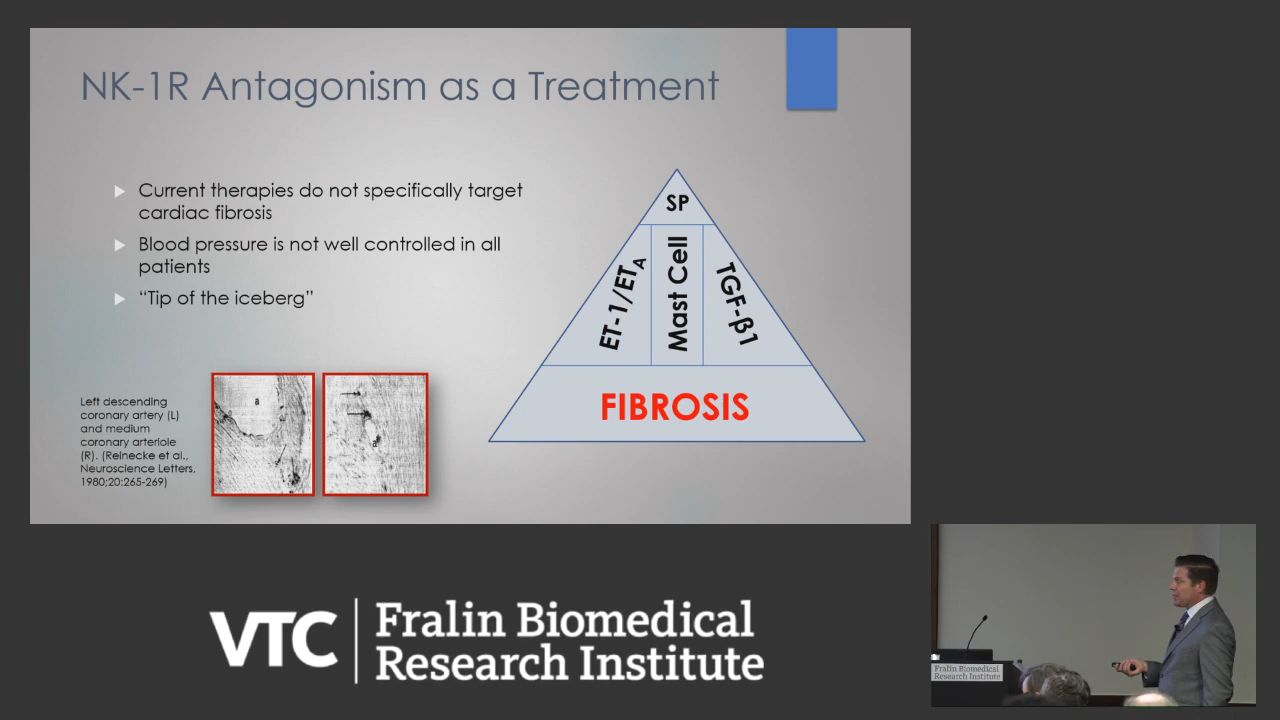 NK-1R Antagonism as a Treatment
Current therapies do not specifically target
cardiac fibrosis
Blood pressure is not well controlled in all
patients
“Tip of the iceberg”
SP
ET-1/ETA
Mast Cell
TGF-β1
FIBROSIS
Left descending
coronary artery (L)
and medium
coronary arteriole
(R). (Reinecke et al.,
Neuroscience Letters,
1980;20:265-269)
a
a
VTC
Fralin Biomedical
Research Institute
Fralin Biomedical
Research Institute